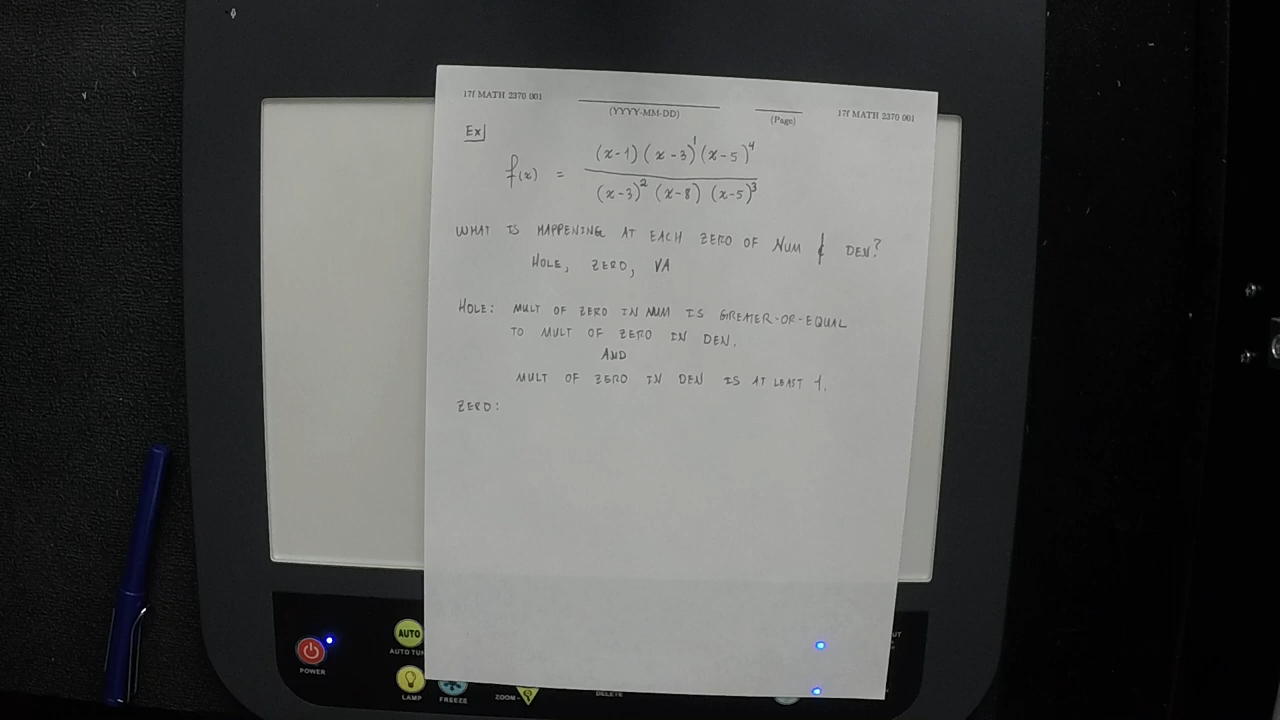 17f MATH 2370 001
(YYYY-MM-DD)
(Page)
17f MATH 2370 001
Ex
f(x) = (x-1)(x-3)^1(x-5)^4 / (x-3)^2 (x-8) (x-5)^3
WHAT IS HAPPENING AT EACH ZERO OF NUM & DEN?
HOLE, ZERO, VA
HOLE: MULT OF ZERO IN NUM IS GREATER-OR-EQUAL
TO MULT OF ZERO IN DEN.
AND
MULT OF ZERO IN DEN IS AT LEAST 1.
ZERO:
POWER
AUTO
AUTO TU
LAMP
FREEZE
ZOOM-
DELETE
UT